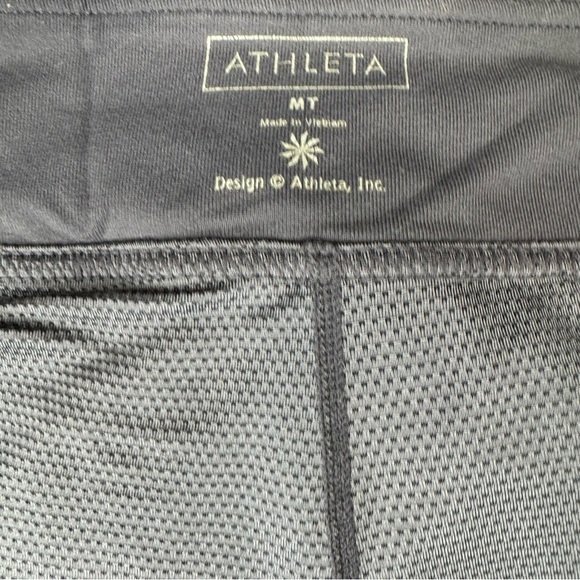 ATHLETA
MT
Made in Vietnam
Design © Athleta, Inc.